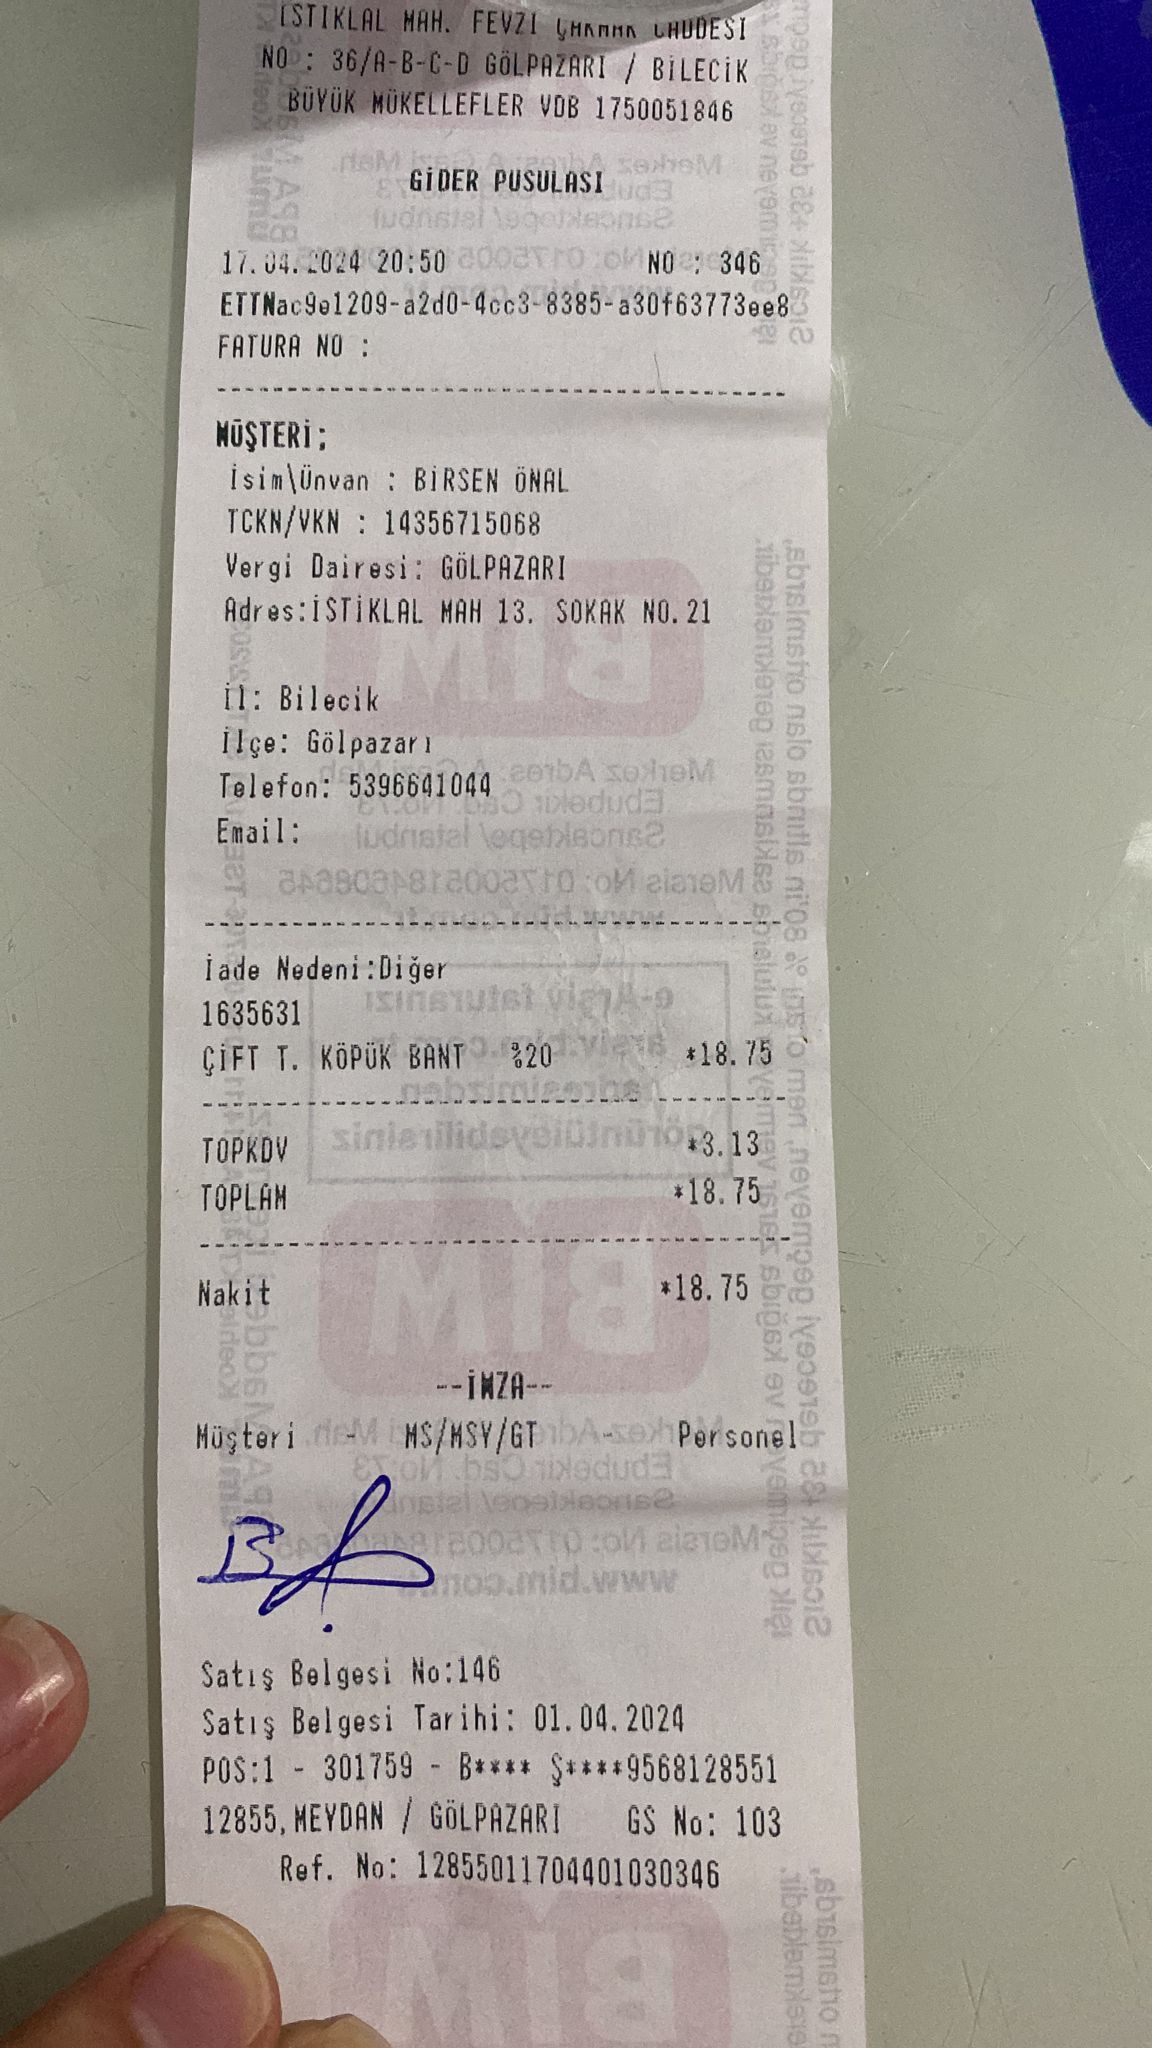 İSTİKLAL MAH. FEVZİ ÇAKMAK CADDESİ
NO : 36/A-B-C-D GÖLPAZARI / BİLECİK
BÜYÜK MÜKELLEFLER VDB 1750051846
GİDER PUSULASI
17.04.2024 20:50 NO : 346
ETTNac9e1209-a2d0-4cc3-8385-a30f63773ee8
FATURA NO :
MÜŞTERİ;
İsim\Ünvan : BİRSEN ÖNAL
TCKN/VKN : 14356715068
Vergi Dairesi: GÖLPAZARI
Adres:İSTİKLAL MAH 13. SOKAK NO.21
İl: Bilecik
İlçe: Gölpazarı
Telefon: 5396641044
Email:
İade Nedeni:Diğer
1635631
ÇİFT T. KÖPÜK BANT %20 *18.75
TOPKDV *3.13
TOPLAM *18.75
Nakit *18.75
--İMZA--
Müşteri - MS/MSY/GT - Personel
Satış Belgesi No:146
Satış Belgesi Tarihi: 01.04.2024
POS:1 - 301759 - B**** Ş****9568128551
12855,MEYDAN / GÖLPAZARI GS No: 103
Ref. No: 12855011704401030346